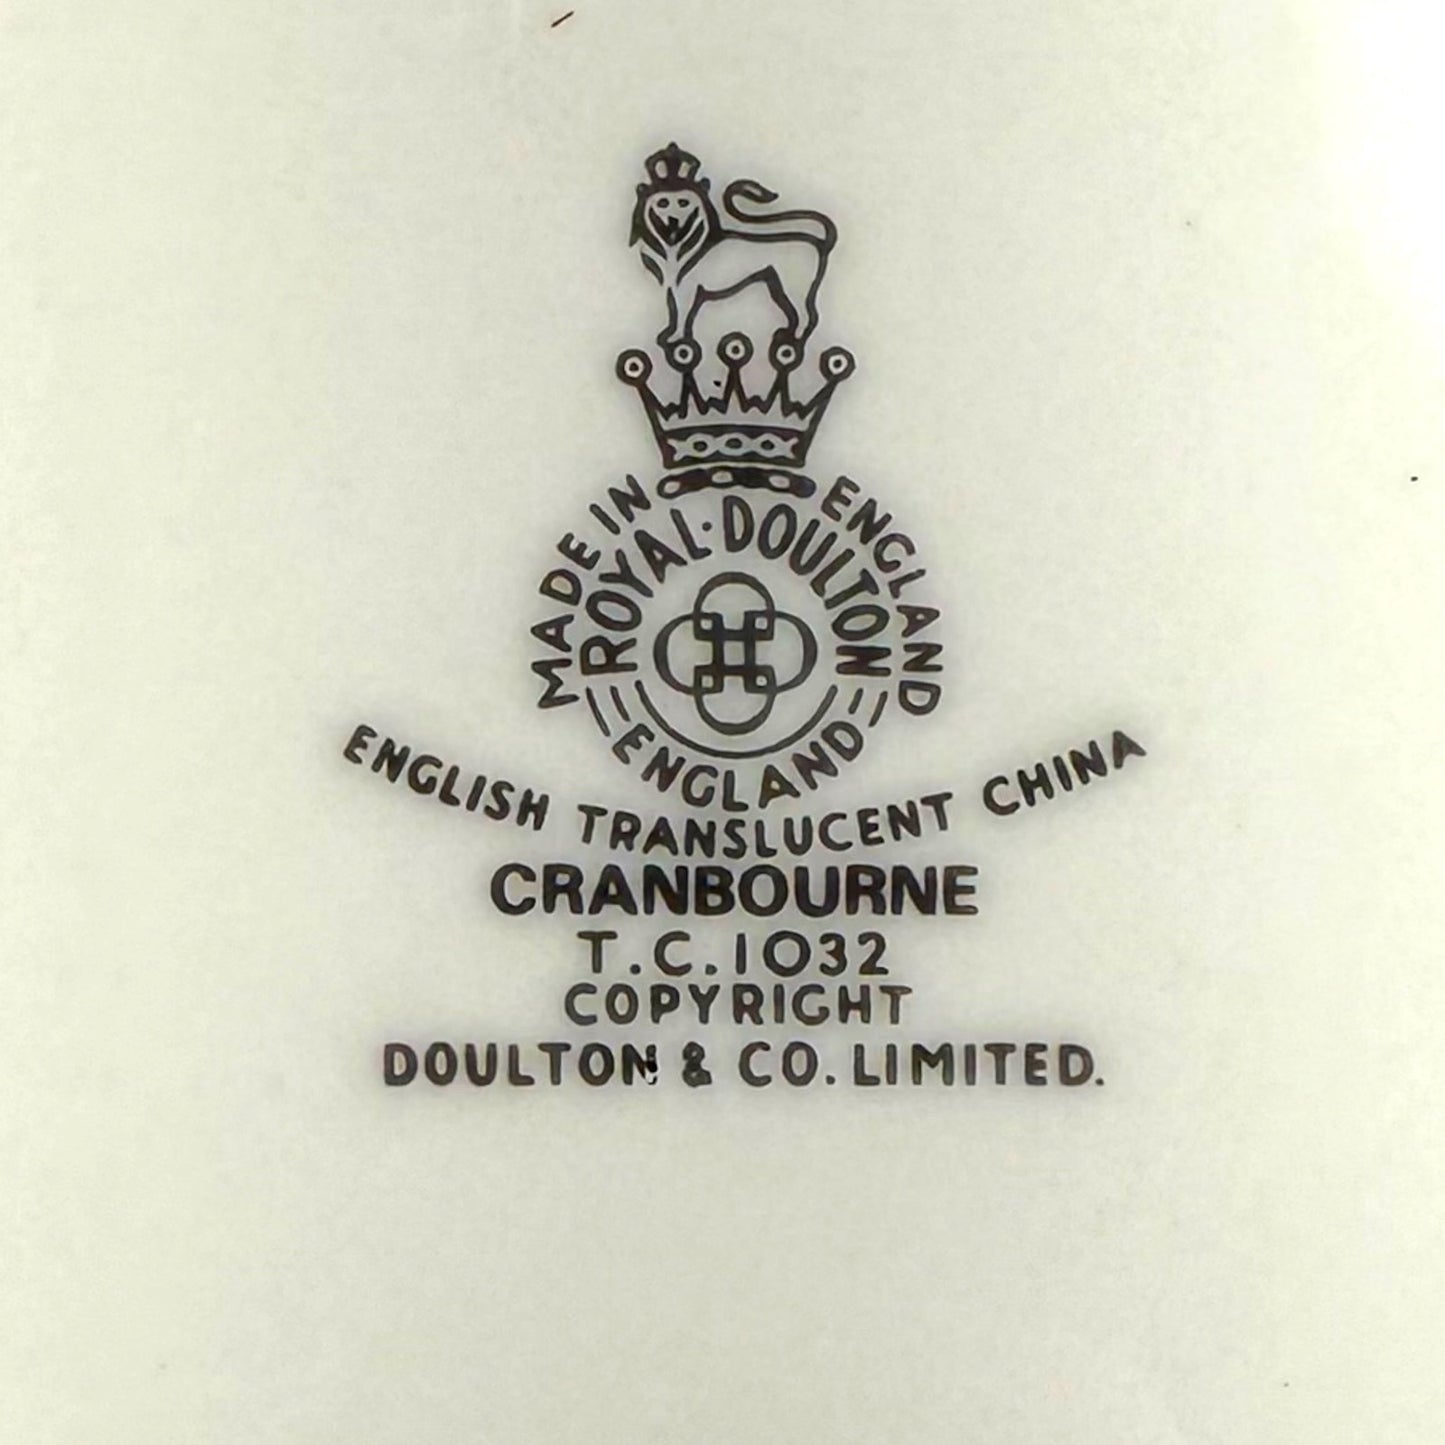 MADE IN ENGLAND
ROYAL·DOULTON
ENGLAND
ENGLISH TRANSLUCENT CHINA
CRANBOURNE
T.C.1032
COPYRIGHT
DOULTON & CO. LIMITED.